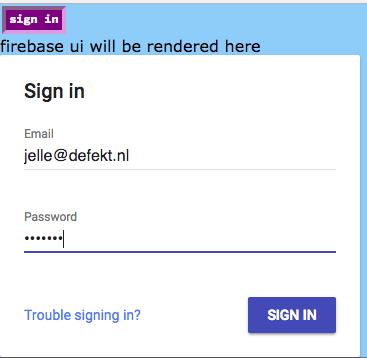 sign in
firebase ui will be rendered here
Sign in
Email
jelle@defekt.nl
Password
•••••••
Trouble signing in?
SIGN IN